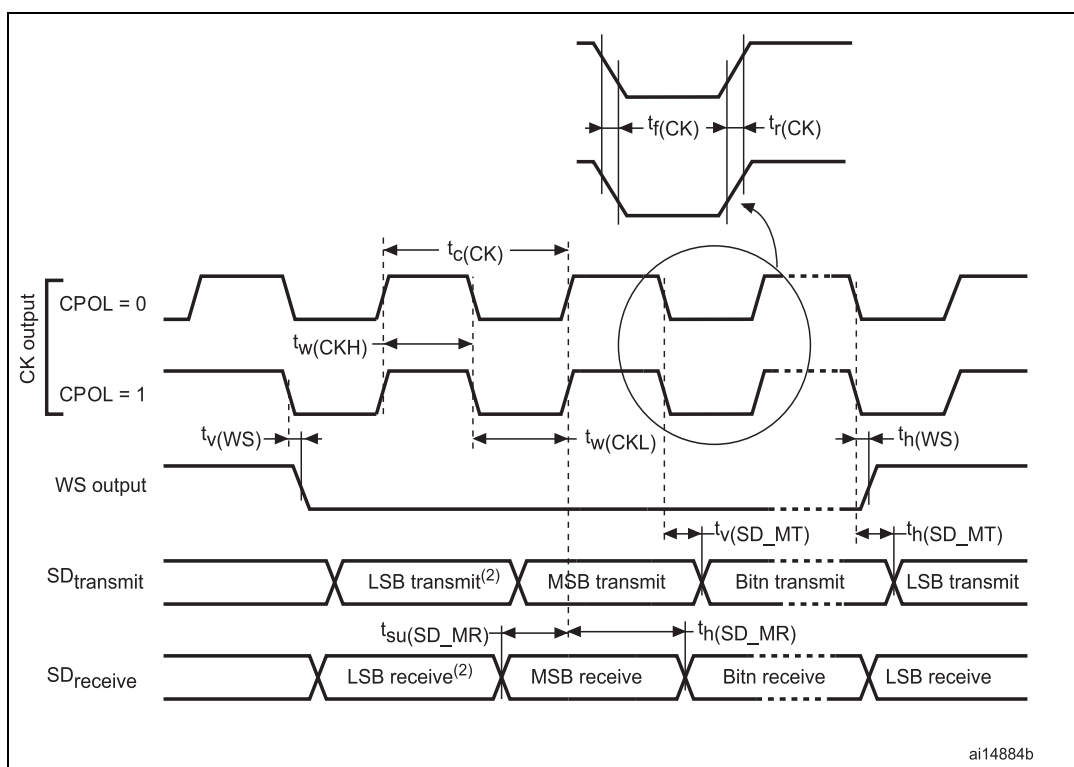 tf(CK)
tr(CK)
tc(CK)
CK output
CPOL = 0
tw(CKH)
CPOL = 1
tv(WS)
tw(CKL)
th(WS)
WS output
tv(SD_MT)
th(SD_MT)
SDtransmit
LSB transmit(2)
MSB transmit
Bitn transmit
LSB transmit
tsu(SD_MR)
th(SD_MR)
SDreceive
LSB receive(2)
MSB receive
Bitn receive
LSB receive
ai14884b